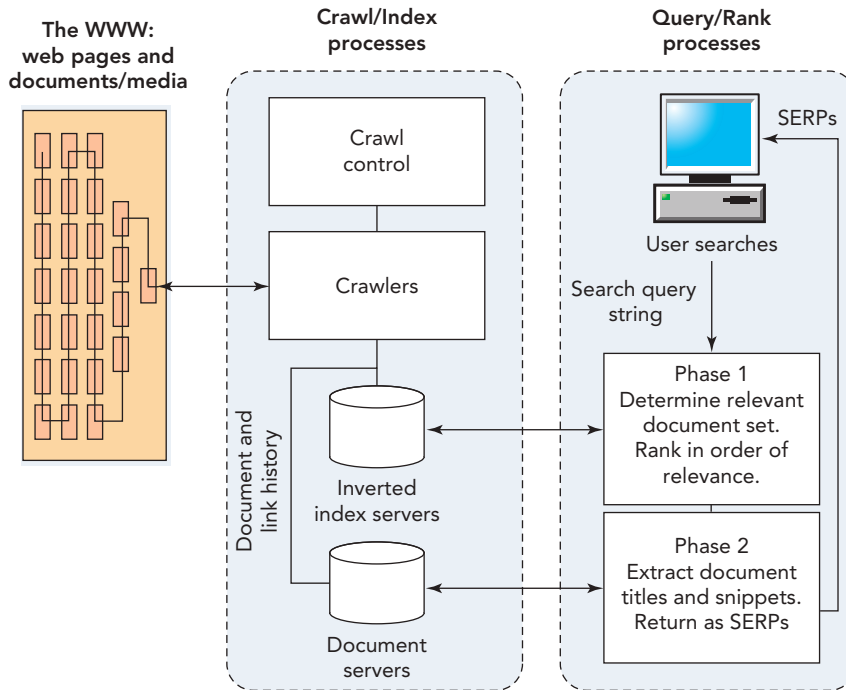 The WWW:
web pages and
documents/media
Crawl/Index
processes
Crawl
control
Crawlers
Document and
link history
Inverted
index servers
Document
servers
Query/Rank
processes
SERPs
User searches
Search query
string
Phase 1
Determine relevant
document set.
Rank in order of
relevance.
Phase 2
Extract document
titles and snippets.
Return as SERPs